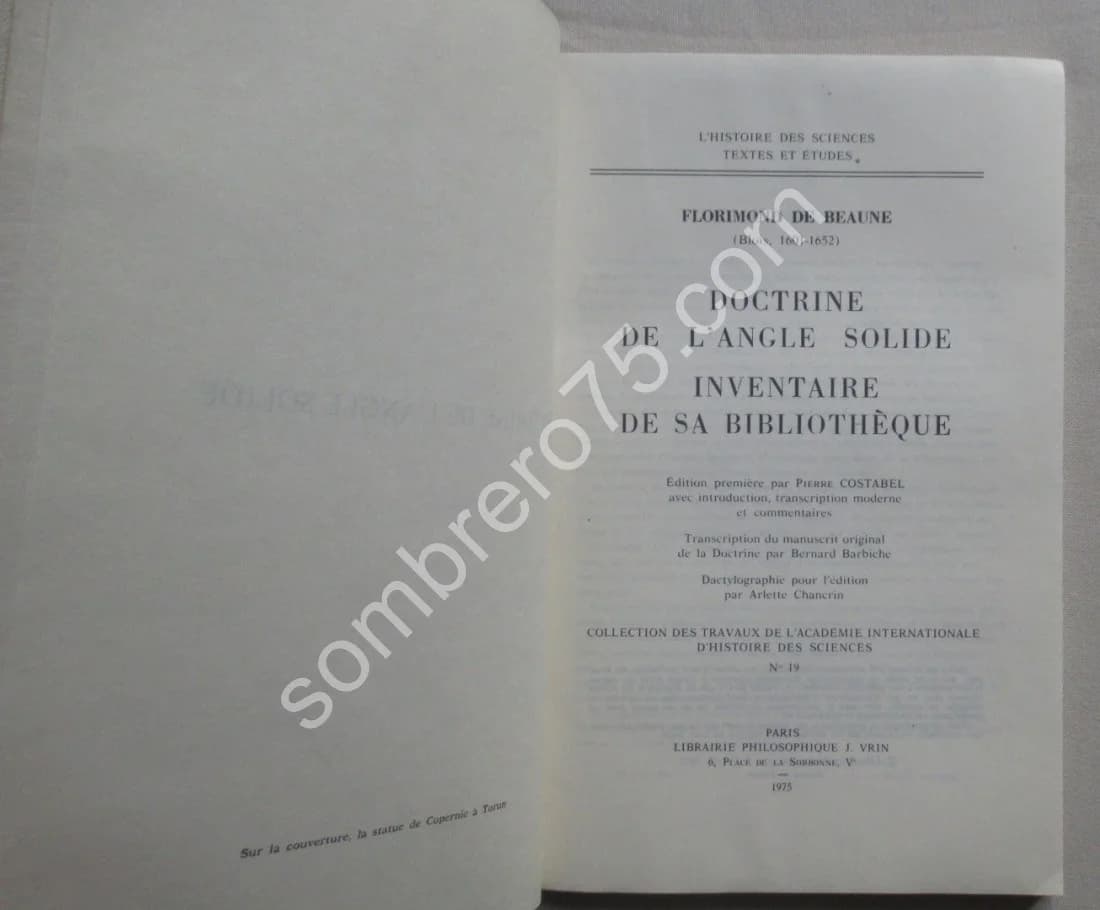 Sur la couverture, la statue de Copernic à Torun
L'HISTOIRE DES SCIENCES
TEXTES ET ÉTUDES
FLORIMOND DE BEAUNE
(Blois, 1601-1652)
DOCTRINE
DE L'ANGLE SOLIDE
INVENTAIRE
DE SA BIBLIOTHÈQUE
Édition première par PIERRE COSTABEL
avec introduction, transcription moderne
et commentaires
Transcription du manuscrit original
de la Doctrine par Bernard Barbiche
Dactylographie pour l'édition
par Arlette Chancrin
COLLECTION DES TRAVAUX DE L'ACADEMIE INTERNATIONALE
D'HISTOIRE DES SCIENCES
N° 19
PARIS
LIBRAIRIE PHILOSOPHIQUE J. VRIN
6, PLACE DE LA SORBONNE, Ve
1975
sombrero75.com